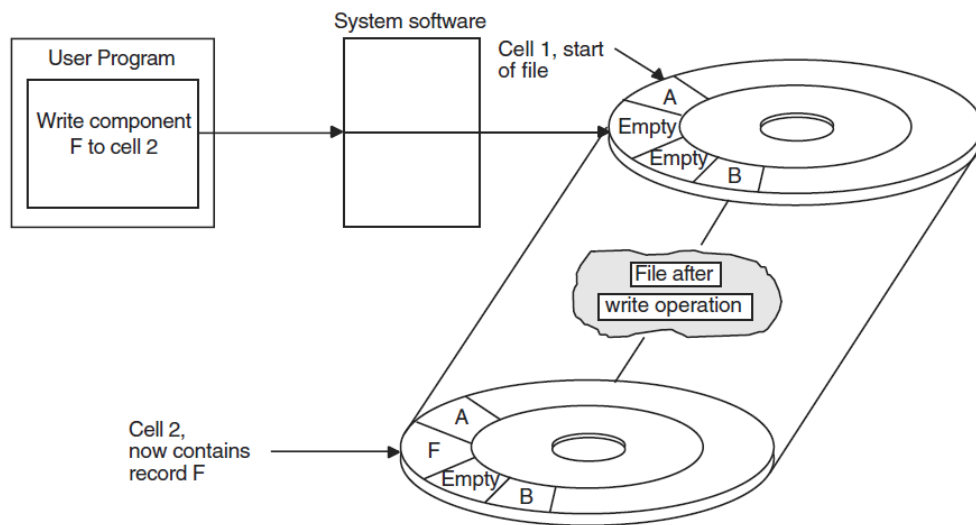 System software
User Program
Write component
F to cell 2
Cell 1, start
of file
A
Empty
Empty
B
File after
write operation
Cell 2,
now contains
record F
A
F
Empty
B